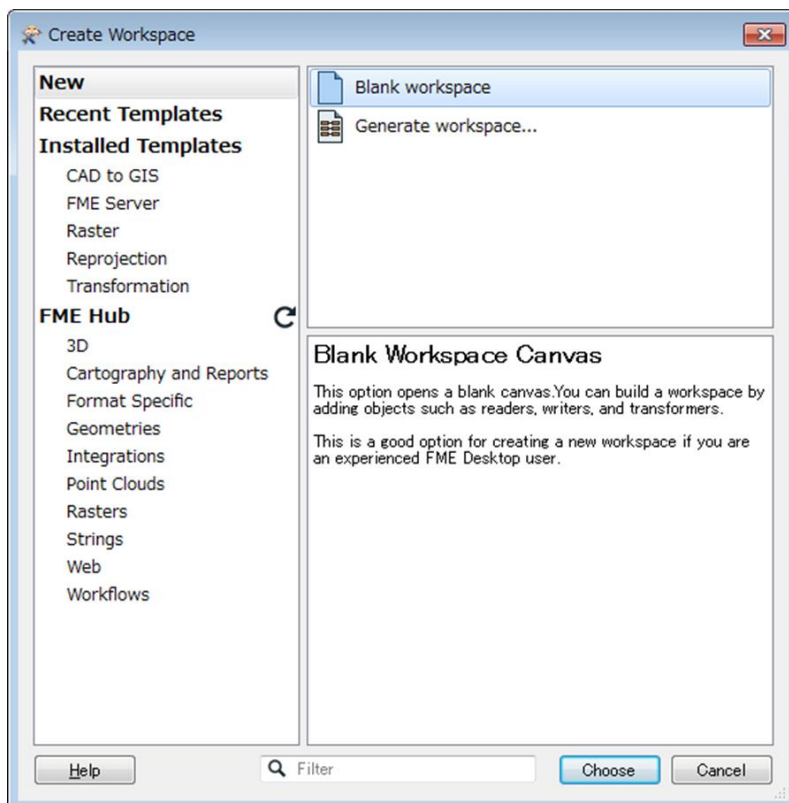 Create Workspace
New
Recent Templates
Installed Templates
CAD to GIS
FME Server
Raster
Reprojection
Transformation
FME Hub
3D
Cartography and Reports
Format Specific
Geometries
Integrations
Point Clouds
Rasters
Strings
Web
Workflows
Blank workspace
Generate workspace...
Blank Workspace Canvas
This option opens a blank canvas.You can build a workspace by
adding objects such as readers, writers, and transformers.
This is a good option for creating a new workspace if you are
an experienced FME Desktop user.
Help
Filter
Choose
Cancel